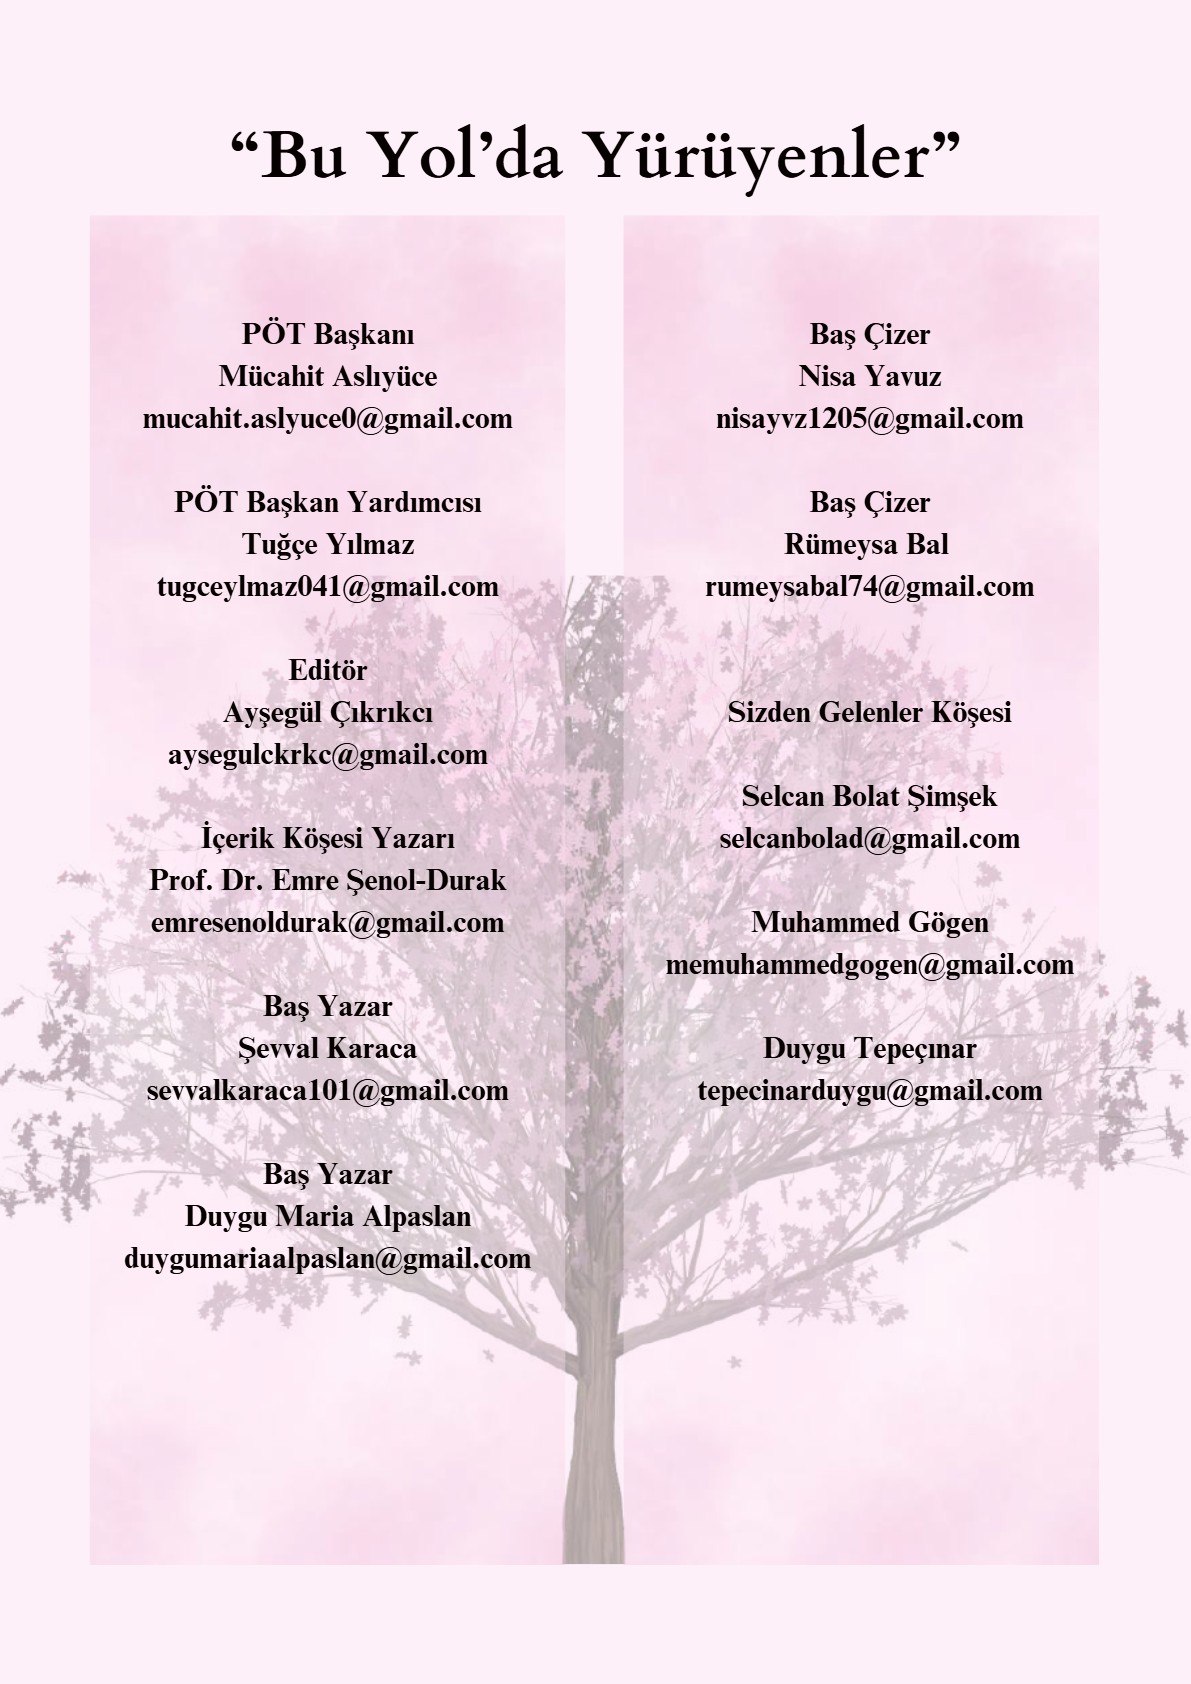 “Bu Yol’da Yürüyenler”
PÖT Başkanı
Mücahit Aslıyüce
mucahit.aslyuce0@gmail.com
PÖT Başkan Yardımcısı
Tuğçe Yılmaz
tugceylmaz041@gmail.com
Editör
Ayşegül Çıkrıkcı
aysegulckrkc@gmail.com
İçerik Köşesi Yazarı
Prof. Dr. Emre Şenol-Durak
emresenoldurak@gmail.com
Baş Yazar
Şevval Karaca
sevvalkaraca101@gmail.com
Baş Yazar
Duygu Maria Alpaslan
duygumariaalpaslan@gmail.com
Baş Çizer
Nisa Yavuz
nisayvz1205@gmail.com
Baş Çizer
Rümeysa Bal
rumeysabal74@gmail.com
Sizden Gelenler Köşesi
Selcan Bolat Şimşek
selcanbolad@gmail.com
Muhammed Gögen
memuhammedgogen@gmail.com
Duygu Tepeçınar
tepecinarduygu@gmail.com